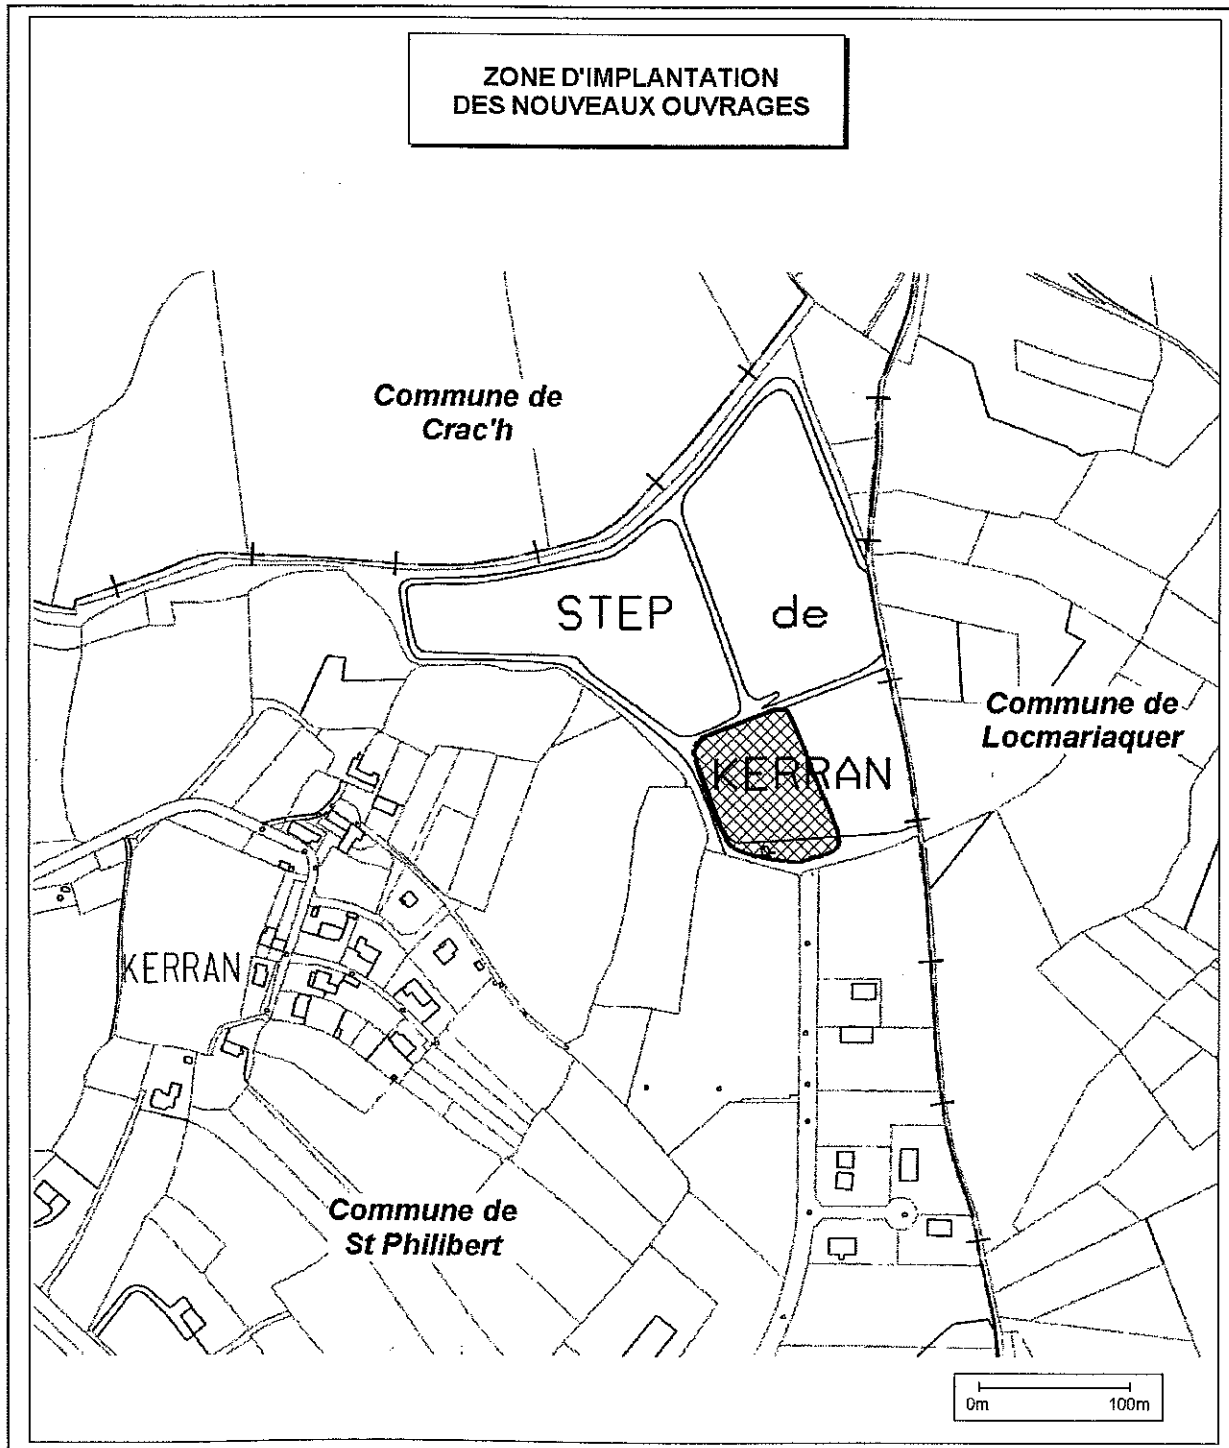 ZONE D'IMPLANTATION
DES NOUVEAUX OUVRAGES
Commune de
Crac'h
STEP de
Commune de
Locmariaquer
KERRAN
KERRAN
Commune de
St Philibert
0m 100m